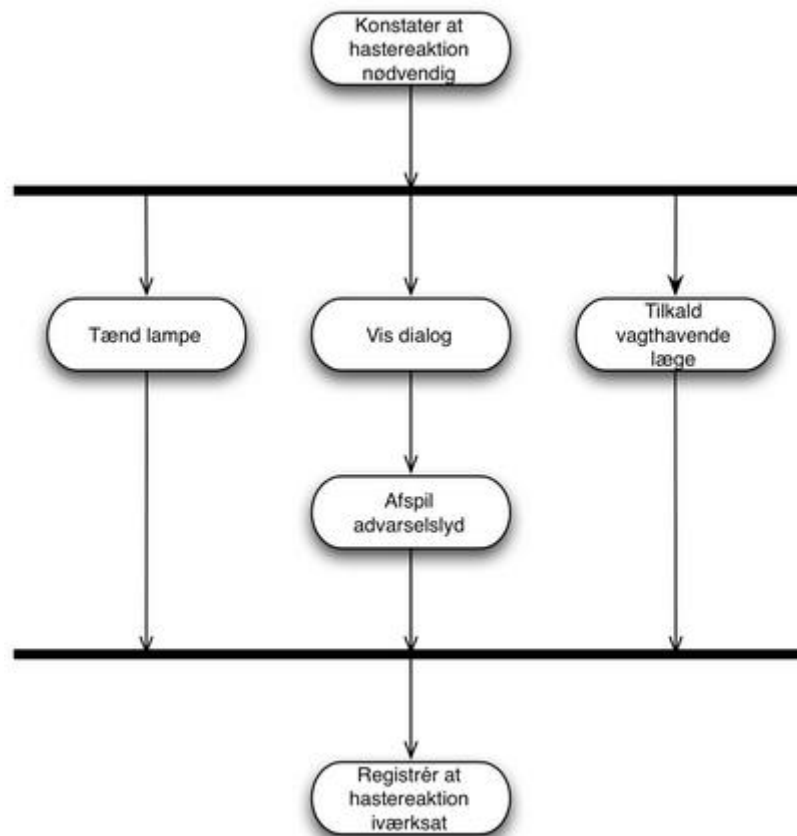 Konstater at
hastereaktion
nødvendig
Tænd lampe
Vis dialog
Tilkald
vagthavende
læge
Afspil
advarselslyd
Registrér at
hastereaktion
iværksat